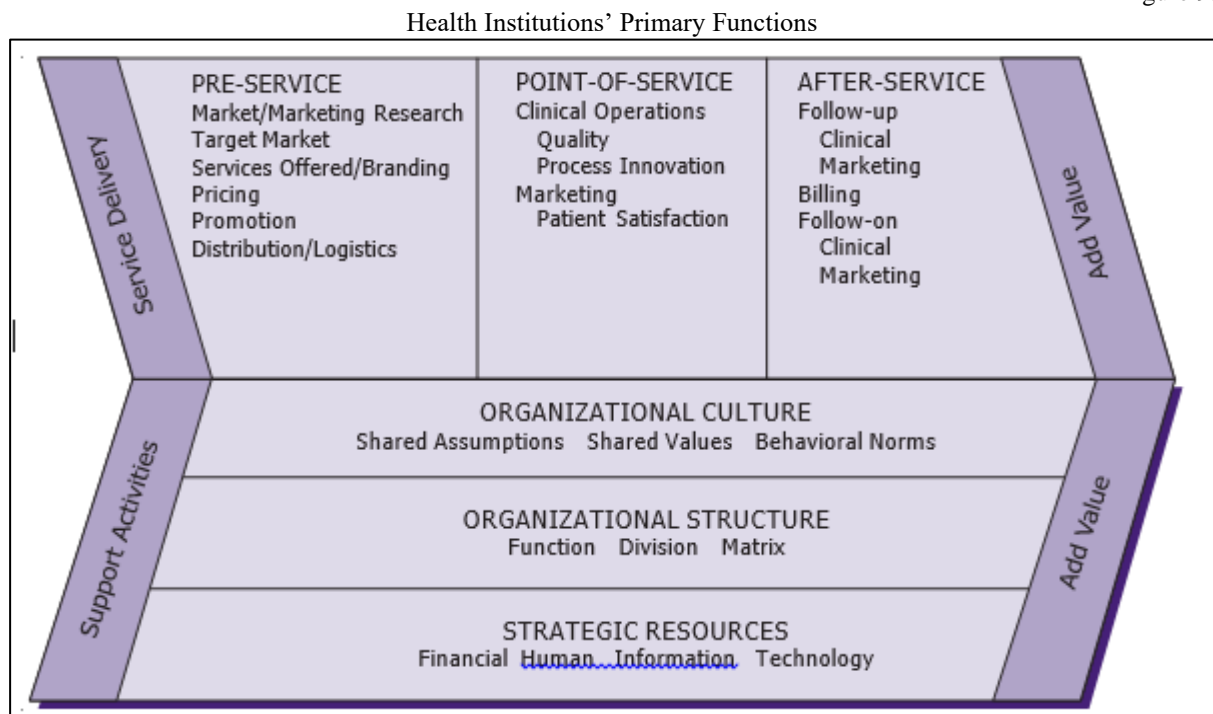 Health Institutions’ Primary Functions
Service Delivery
PRE-SERVICE
Market/Marketing Research
Target Market
Services Offered/Branding
Pricing
Promotion
Distribution/Logistics
POINT-OF-SERVICE
Clinical Operations
Quality
Process Innovation
Marketing
Patient Satisfaction
AFTER-SERVICE
Follow-up
Clinical
Marketing
Billing
Follow-on
Clinical
Marketing
Add Value
Support Activities
ORGANIZATIONAL CULTURE
Shared Assumptions Shared Values Behavioral Norms
ORGANIZATIONAL STRUCTURE
Function Division Matrix
STRATEGIC RESOURCES
Financial Human Information Technology
Add Value